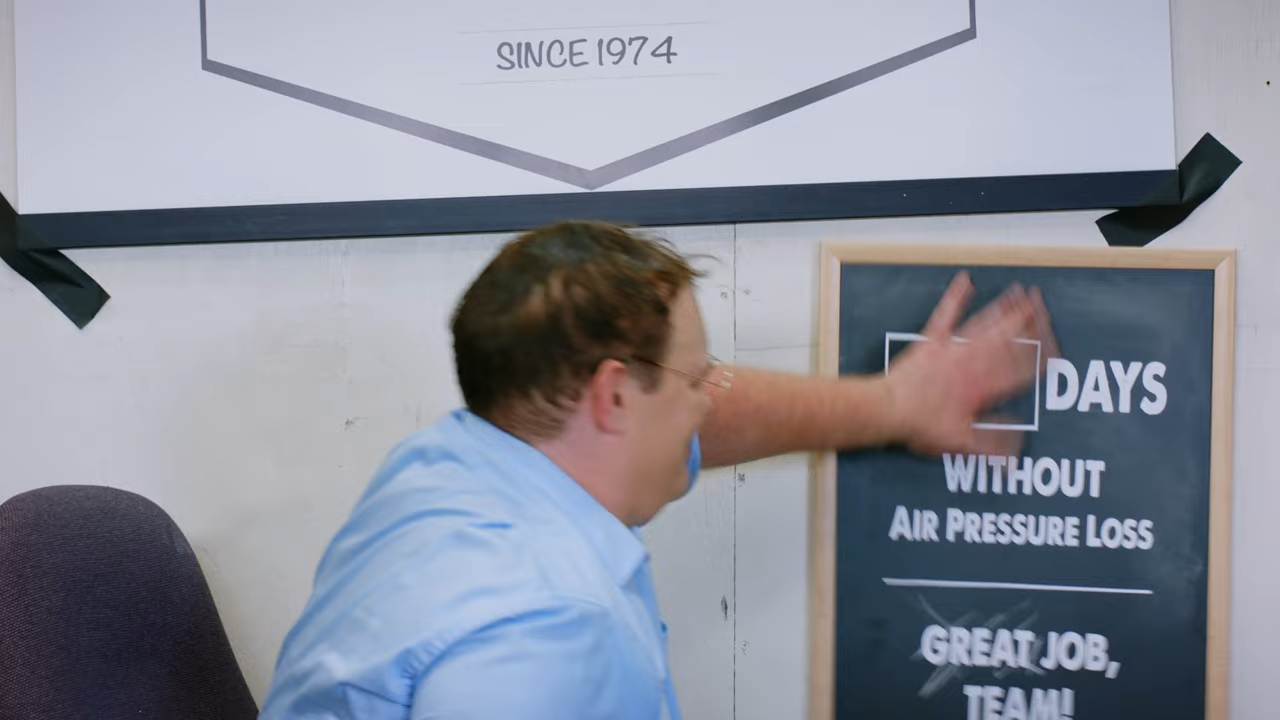 SINCE 1974
DAYS
WITHOUT
AIR PRESSURE LOSS
GREAT JOB,
TEAM!